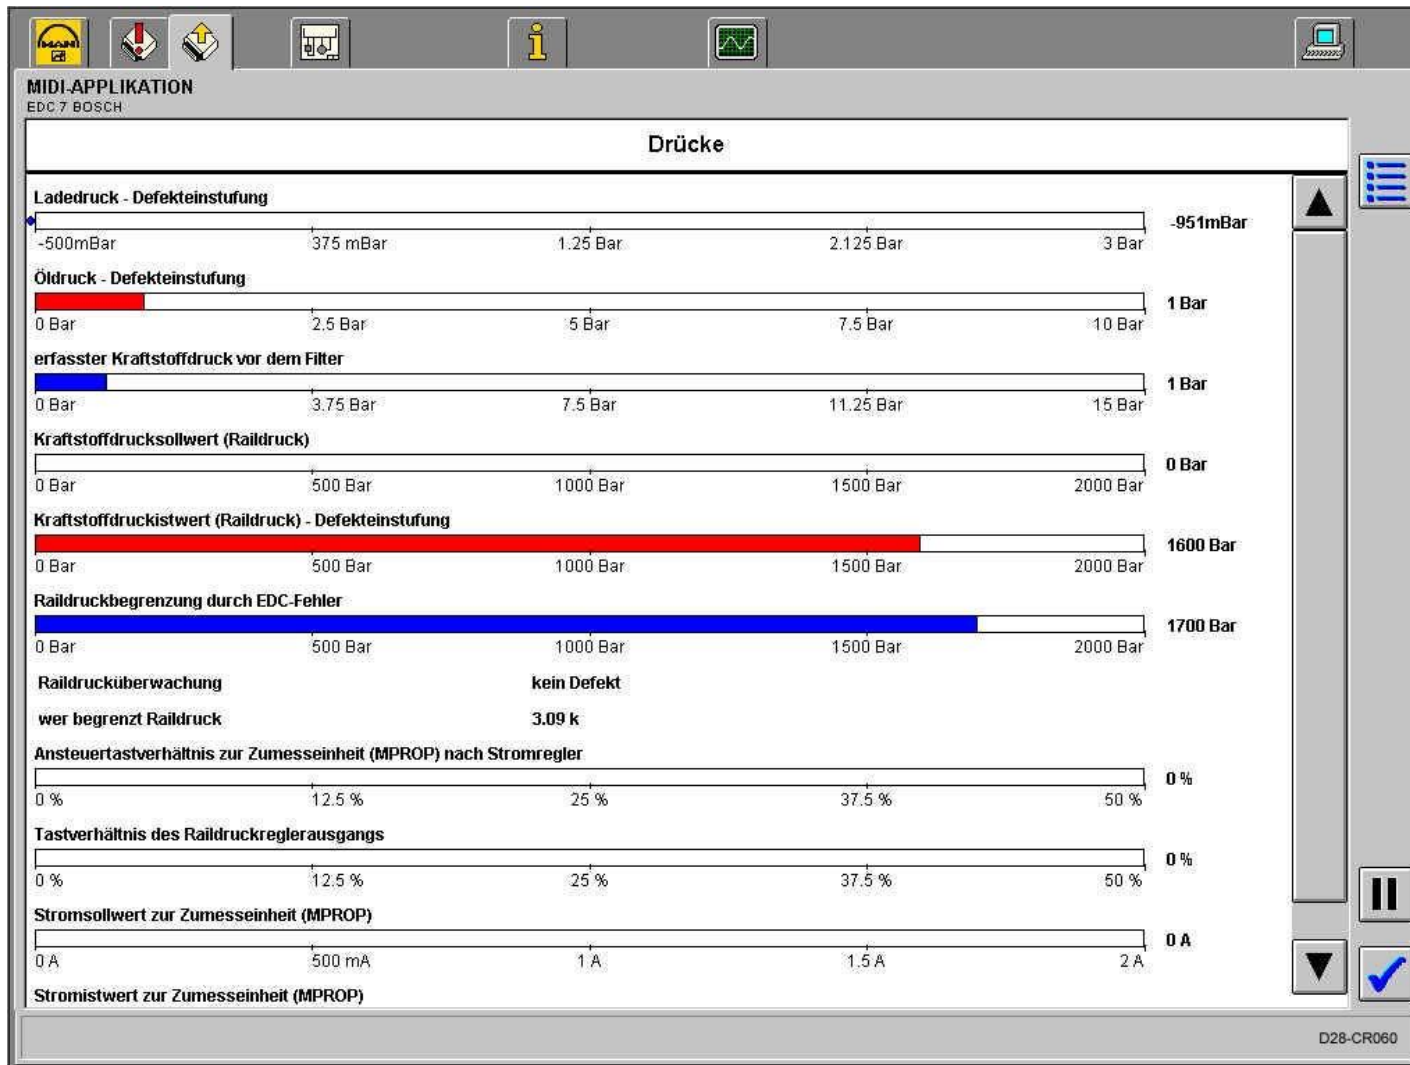 MAN
MIDI-APPLIKATION
EDC 7 BOSCH
Drücke
Ladedruck - Defekteinstufung
-951mBar
-500mBar 375 mBar 1.25 Bar 2.125 Bar 3 Bar
Öldruck - Defekteinstufung
1 Bar
0 Bar 2.5 Bar 5 Bar 7.5 Bar 10 Bar
erfasster Kraftstoffdruck vor dem Filter
1 Bar
0 Bar 3.75 Bar 7.5 Bar 11.25 Bar 15 Bar
Kraftstoffdrucksollwert (Raildruck)
0 Bar
0 Bar 500 Bar 1000 Bar 1500 Bar 2000 Bar
Kraftstoffdruckistwert (Raildruck) - Defekteinstufung
1600 Bar
0 Bar 500 Bar 1000 Bar 1500 Bar 2000 Bar
Raildruckbegrenzung durch EDC-Fehler
1700 Bar
0 Bar 500 Bar 1000 Bar 1500 Bar 2000 Bar
Raildrucküberwachung kein Defekt
wer begrenzt Raildruck 3.09 k
Ansteuertastverhältnis zur Zumesseinheit (MPROP) nach Stromregler
0 %
0 % 12.5 % 25 % 37.5 % 50 %
Tastverhältnis des Raildruckreglerausgangs
0 %
0 % 12.5 % 25 % 37.5 % 50 %
Stromsollwert zur Zumesseinheit (MPROP)
0 A
0 A 500 mA 1 A 1.5 A 2 A
Stromistwert zur Zumesseinheit (MPROP)
D28-CR060